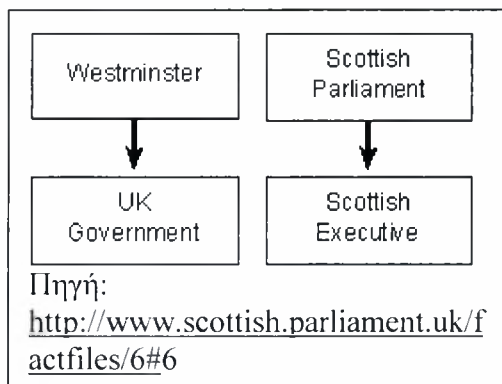 Westminster
Scottish
Parliament
UK
Government
Scottish
Executive
Πηγή:
http://www.scottish.parliament.uk/f
actfiles/6#6